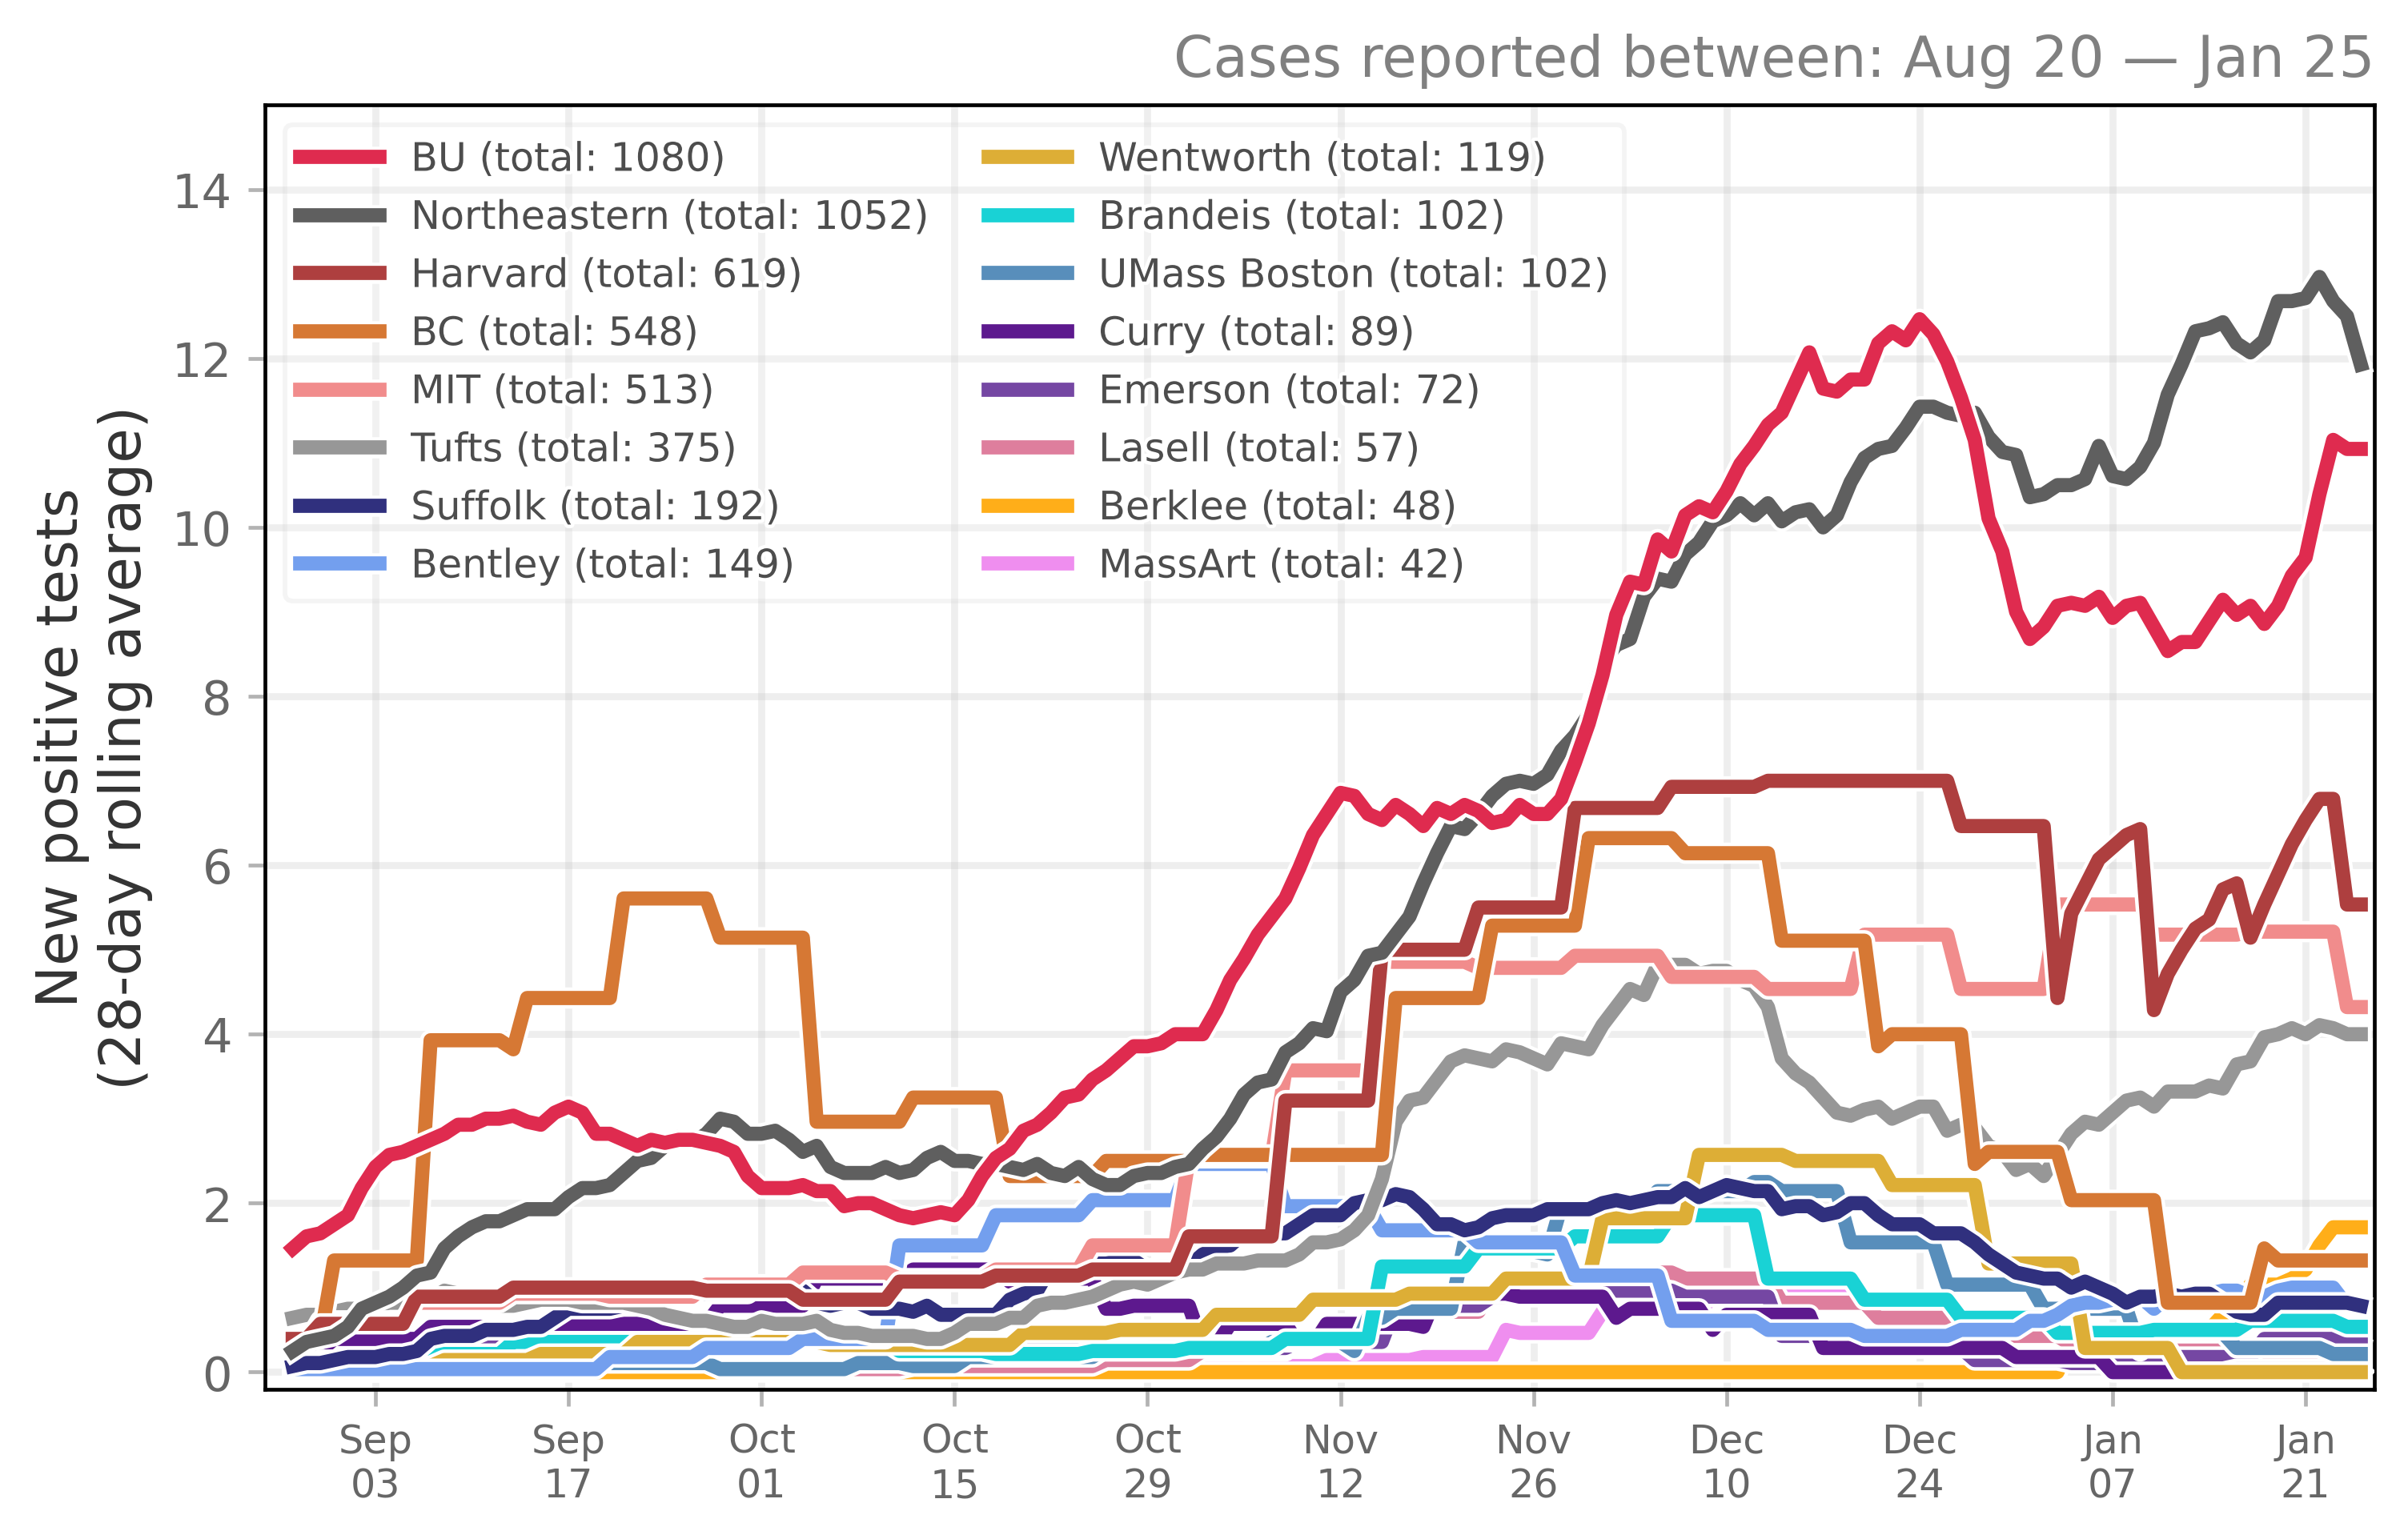 Cases reported between: Aug 20 — Jan 25
New positive tests
(28-day rolling average)
14
12
10
8
6
4
2
0
BU (total: 1080)
Northeastern (total: 1052)
Harvard (total: 619)
BC (total: 548)
MIT (total: 513)
Tufts (total: 375)
Suffolk (total: 192)
Bentley (total: 149)
Wentworth (total: 119)
Brandeis (total: 102)
UMass Boston (total: 102)
Curry (total: 89)
Emerson (total: 72)
Lasell (total: 57)
Berklee (total: 48)
MassArt (total: 42)
Sep
03
Sep
17
Oct
01
Oct
15
Oct
29
Nov
12
Nov
26
Dec
10
Dec
24
Jan
07
Jan
21